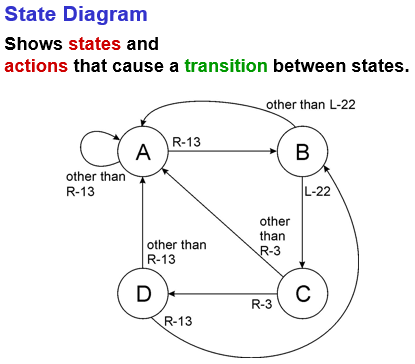 State Diagram
Shows states and
actions that cause a transition between states.
other than L-22
A
R-13
B
other than
R-13
L-22
other
than
R-3
other than
R-13
D
R-3
C
R-13